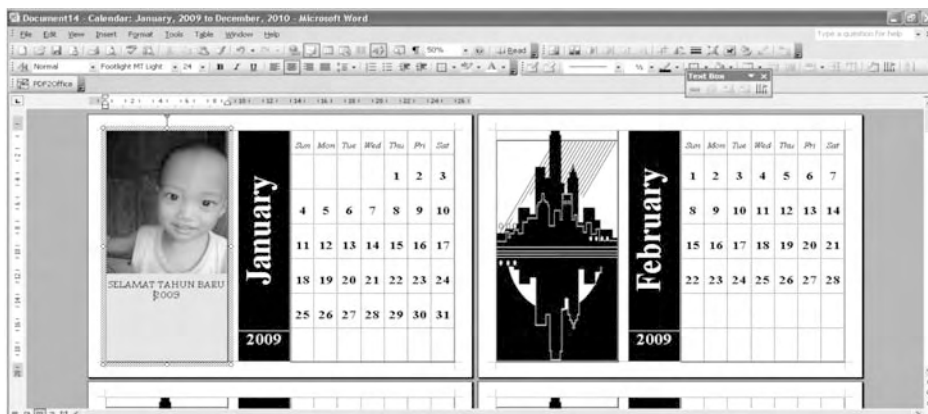 Document14 - Calendar: January, 2009 to December, 2010 - Microsoft Word
File Edit View Insert Format Tools Table Window Help
Type a question for help
50%
Read
Normal
Footlight MT Light
24
B I U
Text Box
PDF2Office
SELAMAT TAHUN BARU
2009
January
2009
Sun Mon Tue Wed Thu Fri Sat
1 2 3
4 5 6 7 8 9 10
11 12 13 14 15 16 17
18 19 20 21 22 23 24
25 26 27 28 29 30 31
February
2009
Sun Mon Tue Wed Thu Fri Sat
1 2 3 4 5 6 7
8 9 10 11 12 13 14
15 16 17 18 19 20 21
22 23 24 25 26 27 28